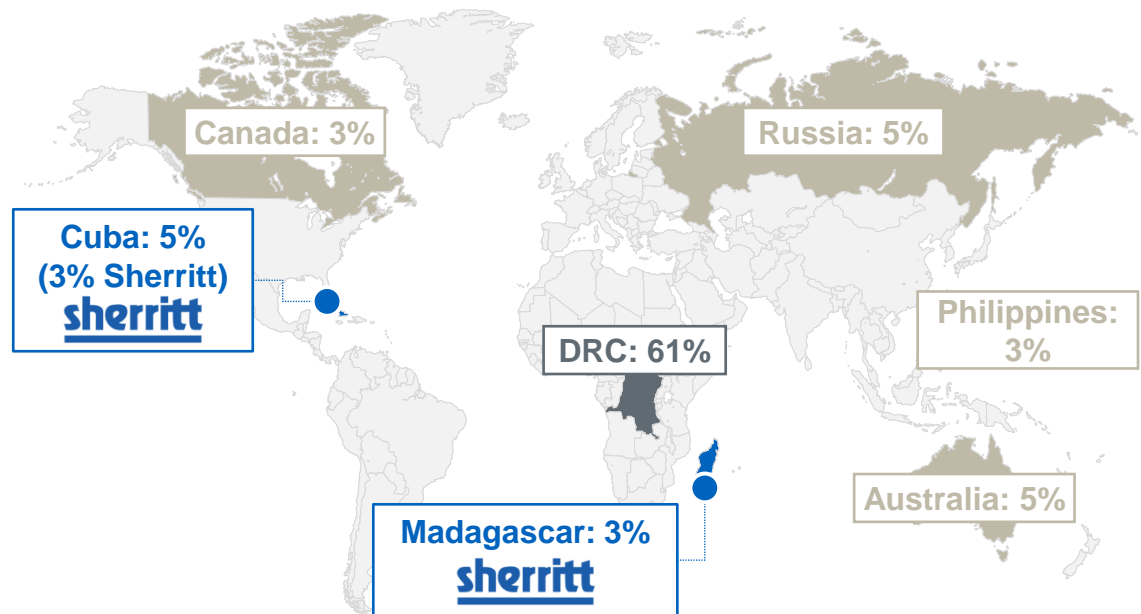 Canada: 3%
Russia: 5%
Cuba: 5%
(3% Sherritt)
sherritt
Philippines:
3%
DRC: 61%
Australia: 5%
Madagascar: 3%
sherritt